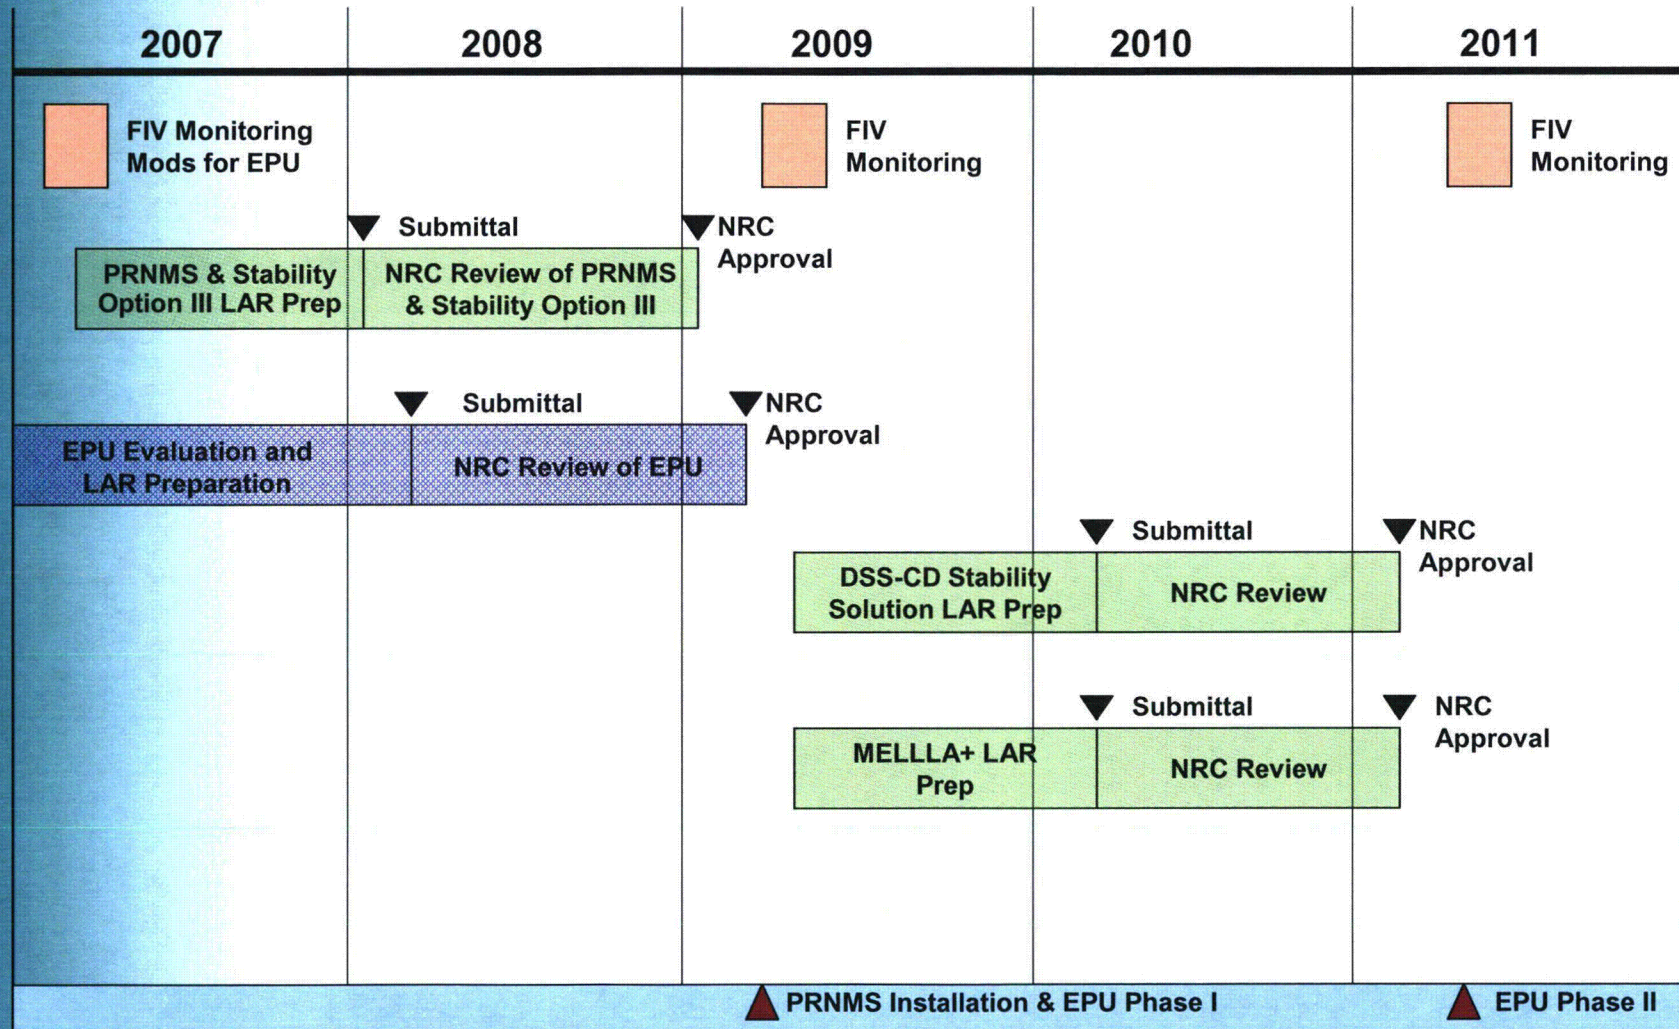 2007 2008 2009 2010 2011
FIV Monitoring
Mods for EPU
FIV
Monitoring
FIV
Monitoring
Submittal
NRC
Approval
PRNMS & Stability
Option III LAR Prep
NRC Review of PRNMS
& Stability Option III
Submittal
NRC
Approval
EPU Evaluation and
LAR Preparation
NRC Review of EPU
Submittal
NRC
Approval
DSS-CD Stability
Solution LAR Prep
NRC Review
Submittal
NRC
Approval
MELLLA+ LAR
Prep
NRC Review
PRNMS Installation & EPU Phase I
EPU Phase II